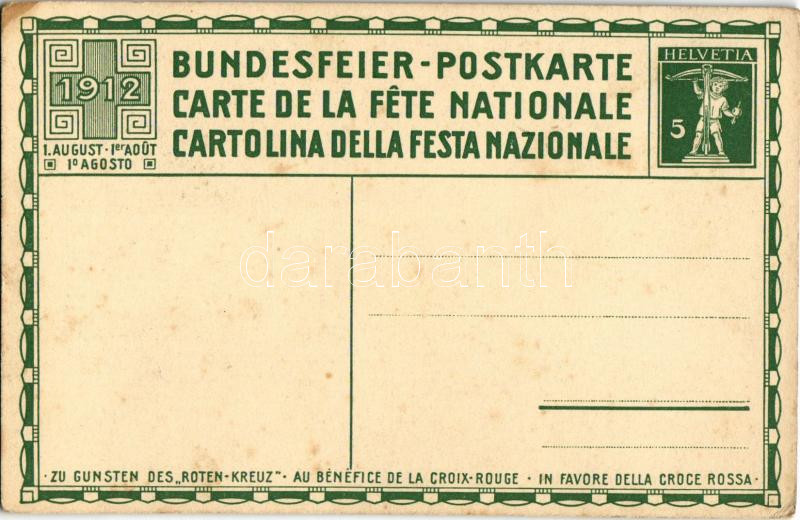 1912
1.AUGUST·1er AOÛT
1º AGOSTO
BUNDESFEIER-POSTKARTE
CARTE DE LA FÊTE NATIONALE
CARTOLINA DELLA FESTA NAZIONALE
HELVETIA
5
darabanth
·ZU GUNSTEN DES „ROTEN-KREUZ"· AU BÉNÉFICE DE LA CROIX-ROUGE · IN FAVORE DELLA CROCE ROSSA·